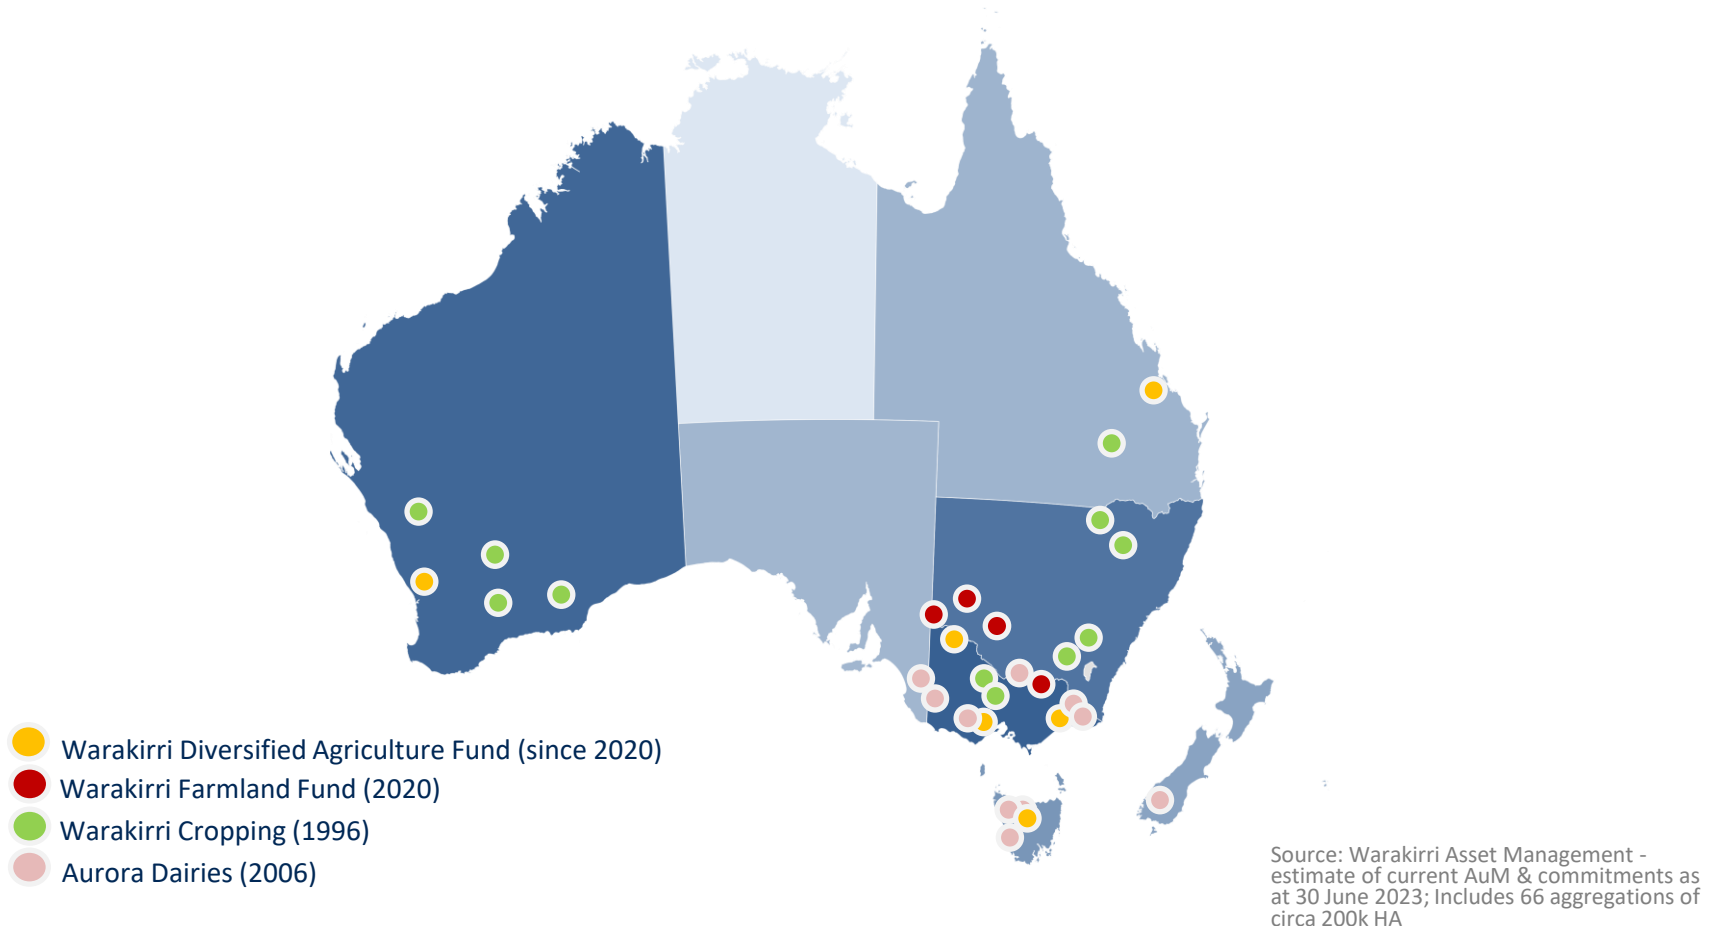 Warakirri Diversified Agriculture Fund (since 2020)
Warakirri Farmland Fund (2020)
Warakirri Cropping (1996)
Aurora Dairies (2006)
Source: Warakirri Asset Management -
estimate of current AuM & commitments as
at 30 June 2023; Includes 66 aggregations of
circa 200k HA